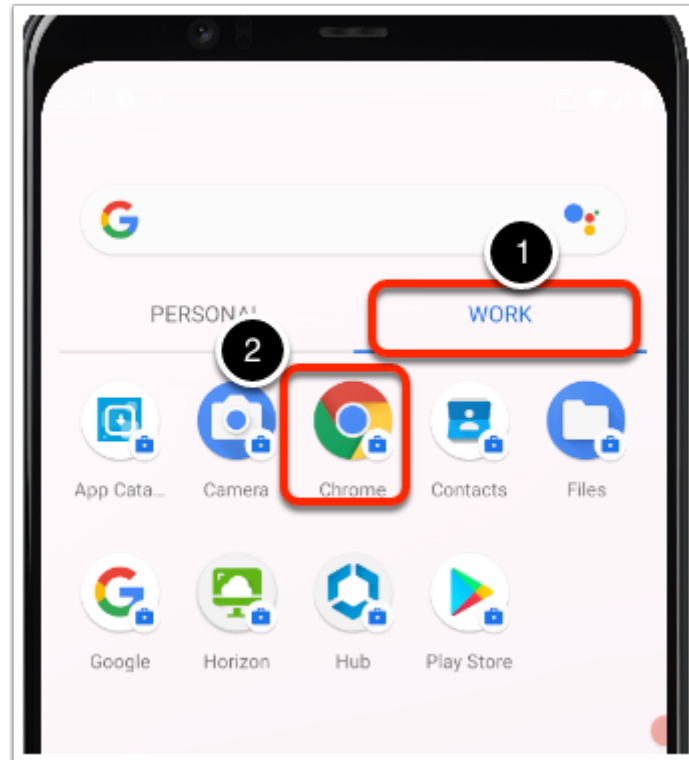 1
PERSONAL
WORK
2
App Cata...
Camera
Chrome
Contacts
Files
Google
Horizon
Hub
Play Store